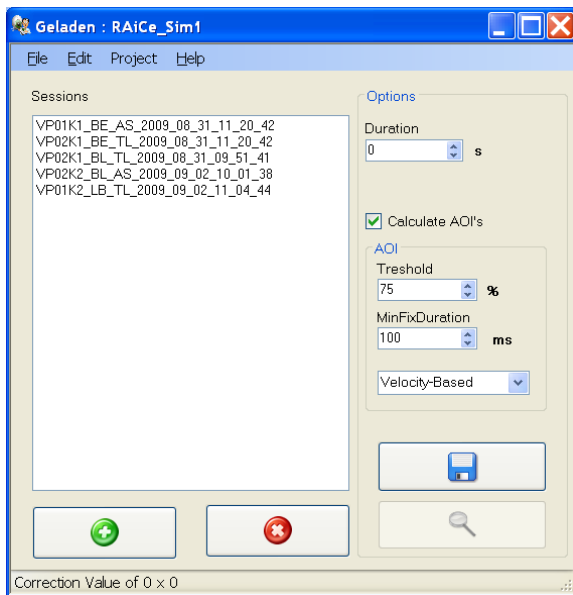 Geladen : RAiCe_Sim1
File Edit Project Help
Sessions
VP01K1_BE_AS_2009_08_31_11_20_42
VP02K1_BE_TL_2009_08_31_11_20_42
VP02K1_BL_TL_2009_08_31_09_51_41
VP02K2_BL_AS_2009_09_02_10_01_38
VP01K2_LB_TL_2009_09_02_11_04_44
Options
Duration
0 s
Calculate AOI's
AOI
Treshold
75 %
MinFixDuration
100 ms
Velocity-Based
Correction Value of 0 x 0